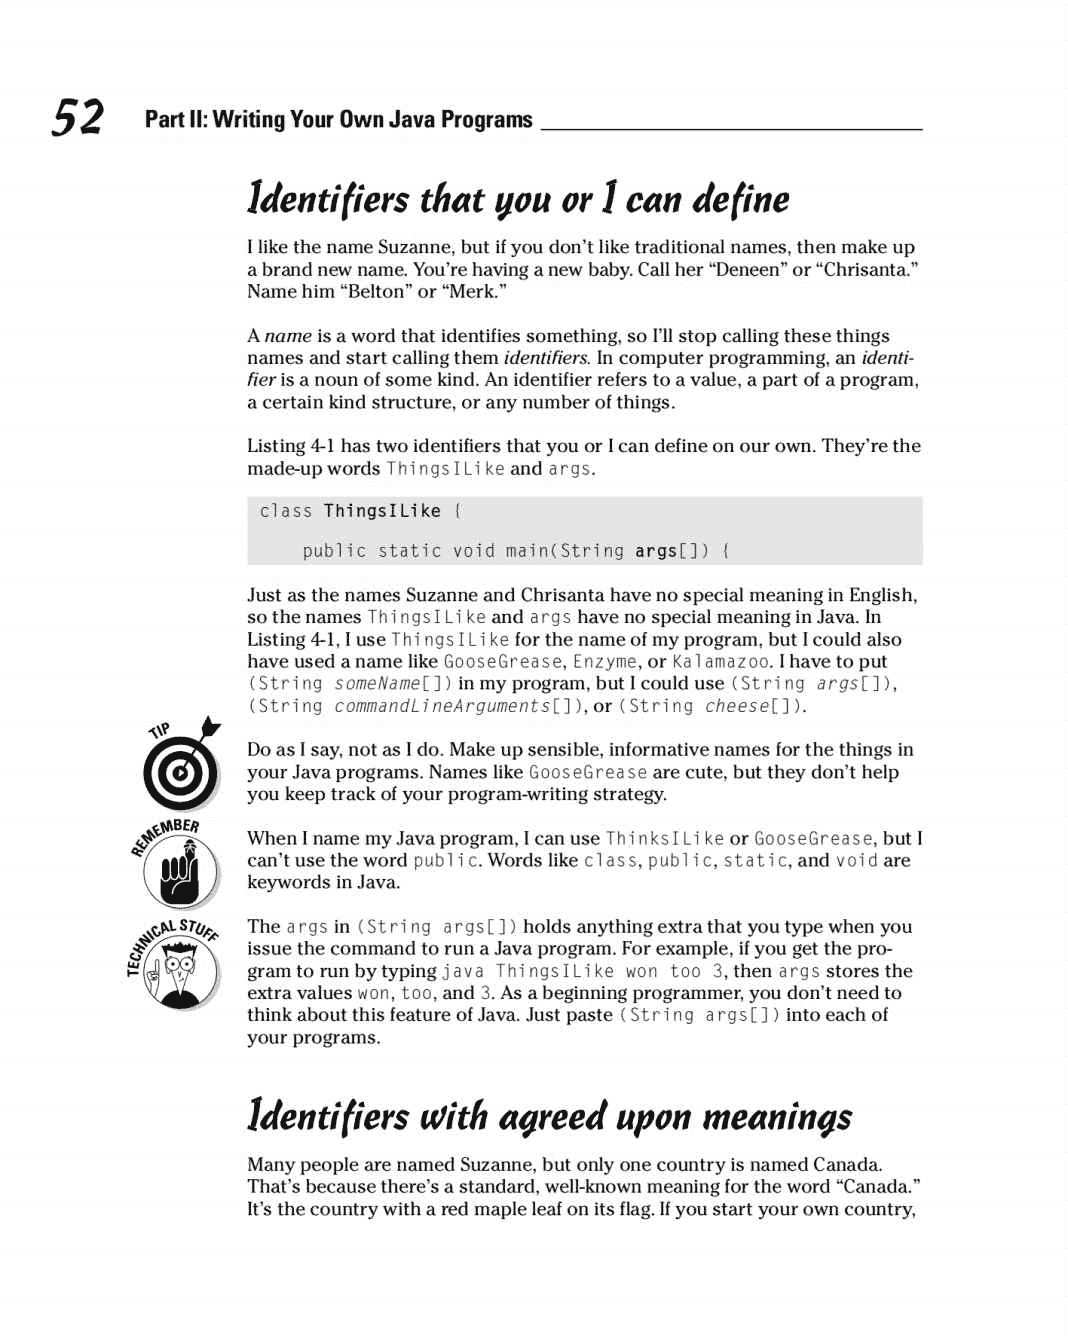 52 Part II: Writing Your Own Java Programs
Identifiers that you or I can define
I like the name Suzanne, but if you don't like traditional names, then make up
a brand new name. You're having a new baby. Call her “Deneen” or “Chrisanta.”
Name him “Belton” or “Merk.”
A name is a word that identifies something, so I'll stop calling these things
names and start calling them identifiers. In computer programming, an identi-
fier is a noun of some kind. An identifier refers to a value, a part of a program,
a certain kind structure, or any number of things.
Listing 4-1 has two identifiers that you or I can define on our own. They're the
made-up words ThingsILike and args.
class ThingsILike {
public static void main(String args[]) {
Just as the names Suzanne and Chrisanta have no special meaning in English,
so the names ThingsILike and args have no special meaning in Java. In
Listing 4-1, I use ThingsILike for the name of my program, but I could also
have used a name like GooseGrease, Enzyme, or Kalamazoo. I have to put
(String someName[]) in my program, but I could use (String args[]),
(String commandLineArguments[]), or (String cheese[]).
TIP
Do as I say, not as I do. Make up sensible, informative names for the things in
your Java programs. Names like GooseGrease are cute, but they don't help
you keep track of your program-writing strategy.
REMEMBER
When I name my Java program, I can use ThinksILike or GooseGrease, but I
can't use the word public. Words like class, public, static, and void are
keywords in Java.
TECHNICAL STUFF
The args in (String args[]) holds anything extra that you type when you
issue the command to run a Java program. For example, if you get the pro-
gram to run by typing java ThingsILike won too 3, then args stores the
extra values won, too, and 3. As a beginning programmer, you don't need to
think about this feature of Java. Just paste (String args[]) into each of
your programs.
Identifiers with agreed upon meanings
Many people are named Suzanne, but only one country is named Canada.
That's because there's a standard, well-known meaning for the word “Canada.”
It's the country with a red maple leaf on its flag. If you start your own country,